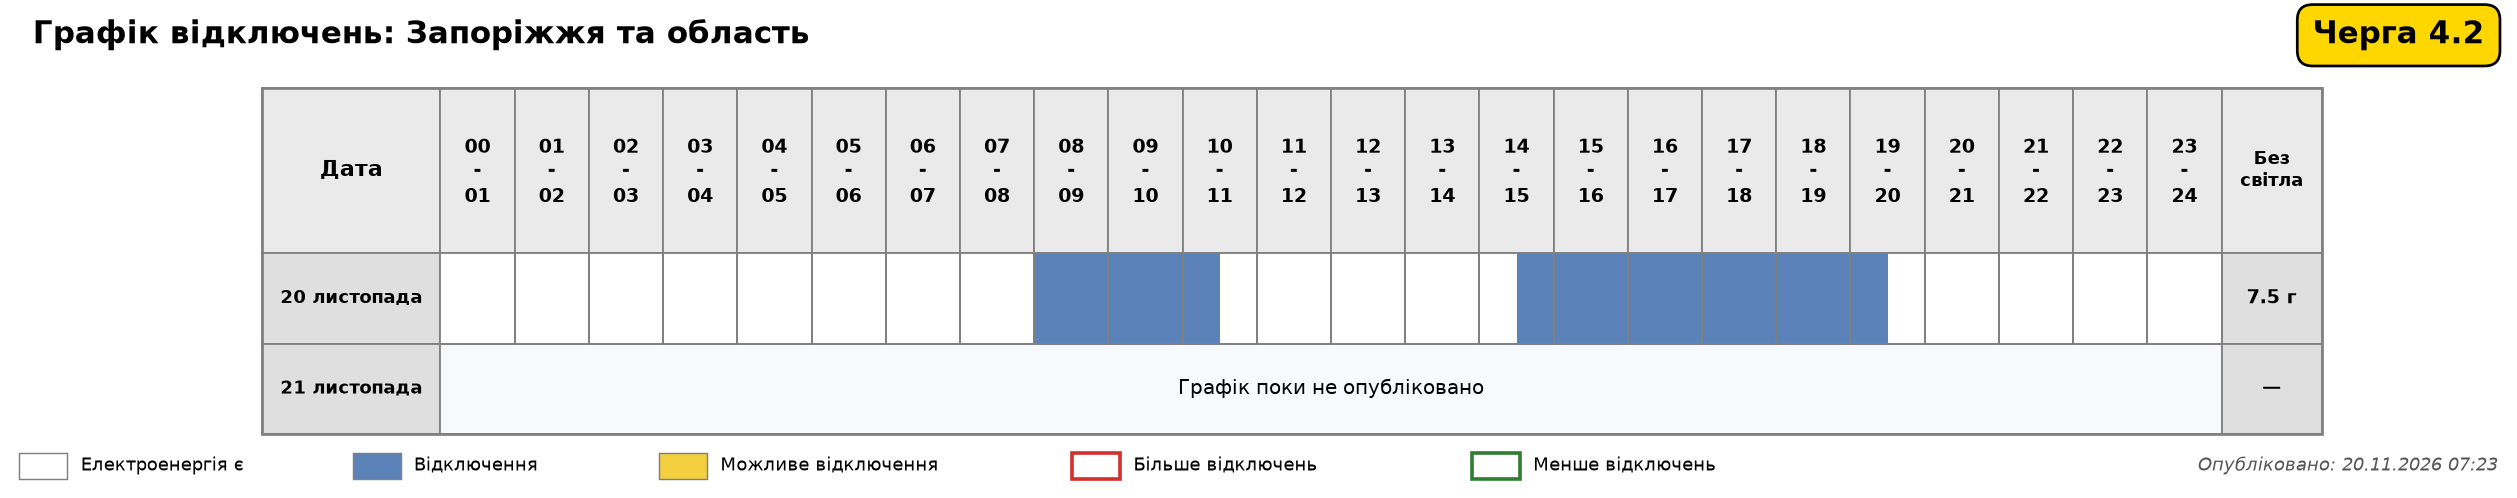 Графік відключень: Запоріжжя та область
Черга 4.2
Дата
00 - 01
01 - 02
02 - 03
03 - 04
04 - 05
05 - 06
06 - 07
07 - 08
08 - 09
09 - 10
10 - 11
11 - 12
12 - 13
13 - 14
14 - 15
15 - 16
16 - 17
17 - 18
18 - 19
19 - 20
20 - 21
21 - 22
22 - 23
23 - 24
Без
світла
20 листопада
7.5 г
21 листопада
Графік поки не опубліковано
—
Електроенергія є
Відключення
Можливе відключення
Більше відключень
Менше відключень
Опубліковано: 20.11.2026 07:23